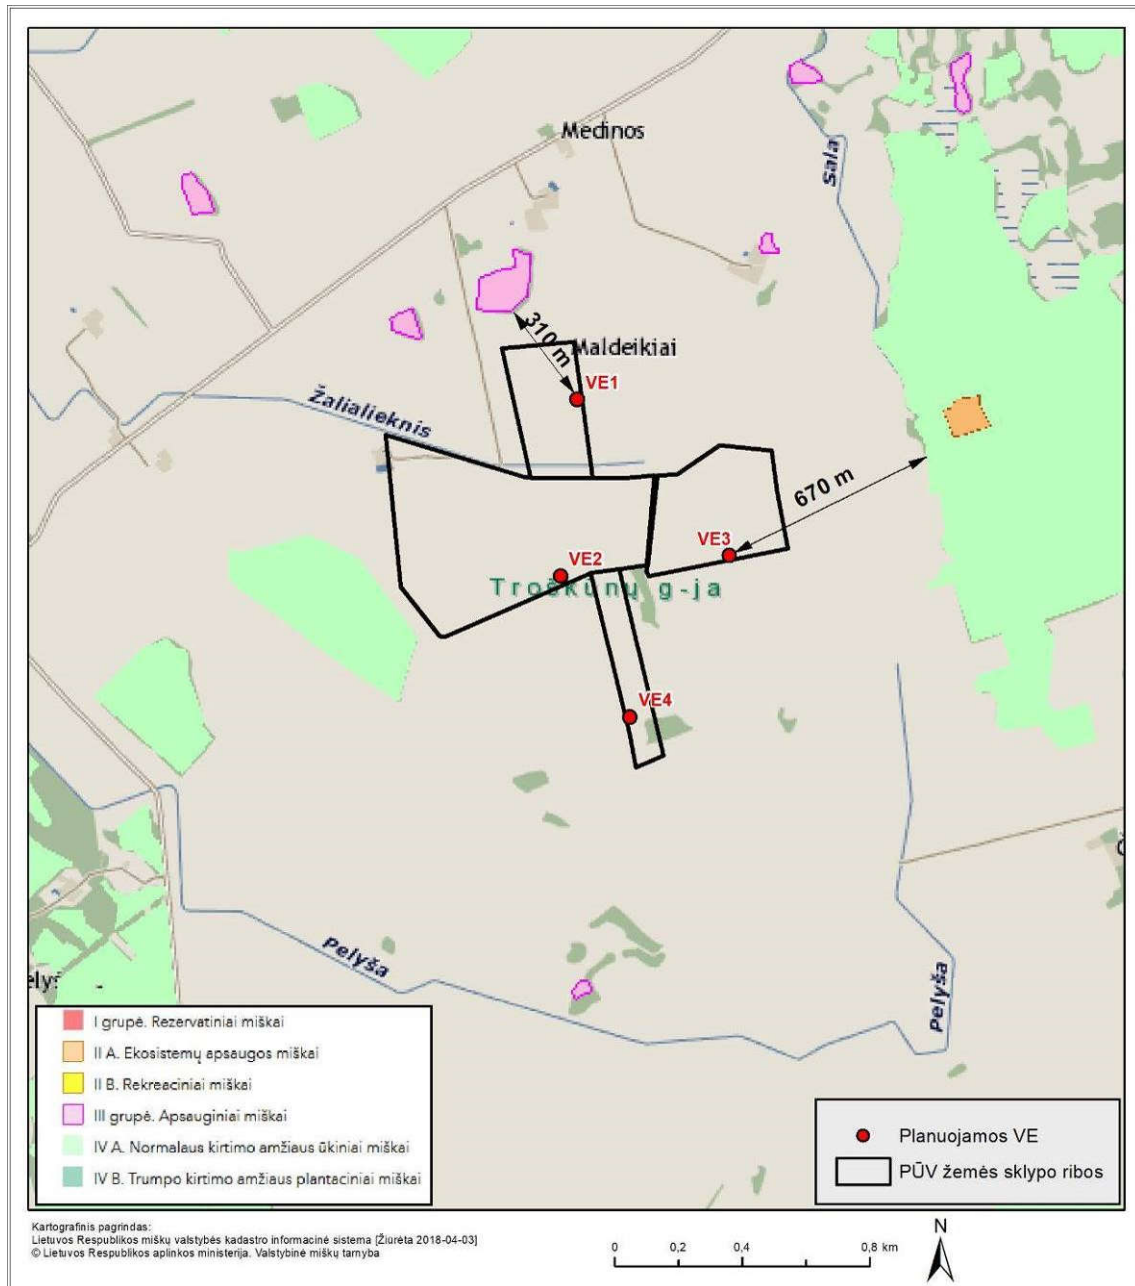 Medinos
Sala
310 m
Maldeikiai
VE1
Žalialieknis
670 m
VE3
VE2
Troškūnų g-ja
VE4
Pelyša
Pelyša
I grupė. Rezervatiniai miškai
II A. Ekosistemų apsaugos miškai
II B. Rekreaciniai miškai
III grupė. Apsauginiai miškai
IV A. Normalaus kirtimo amžiaus ūkiniai miškai
IV B. Trumpo kirtimo amžiaus plantaciniai miškai
Planuojamos VE
PŪV žemės sklypo ribos
Kartografinis pagrindas:
Lietuvos Respublikos miškų valstybės kadastro informacinė sistema [Žiūrėta 2018-04-03]
© Lietuvos Respublikos aplinkos ministerija. Valstybinė miškų tarnyba
0 0,2 0,4 0,8 km
N